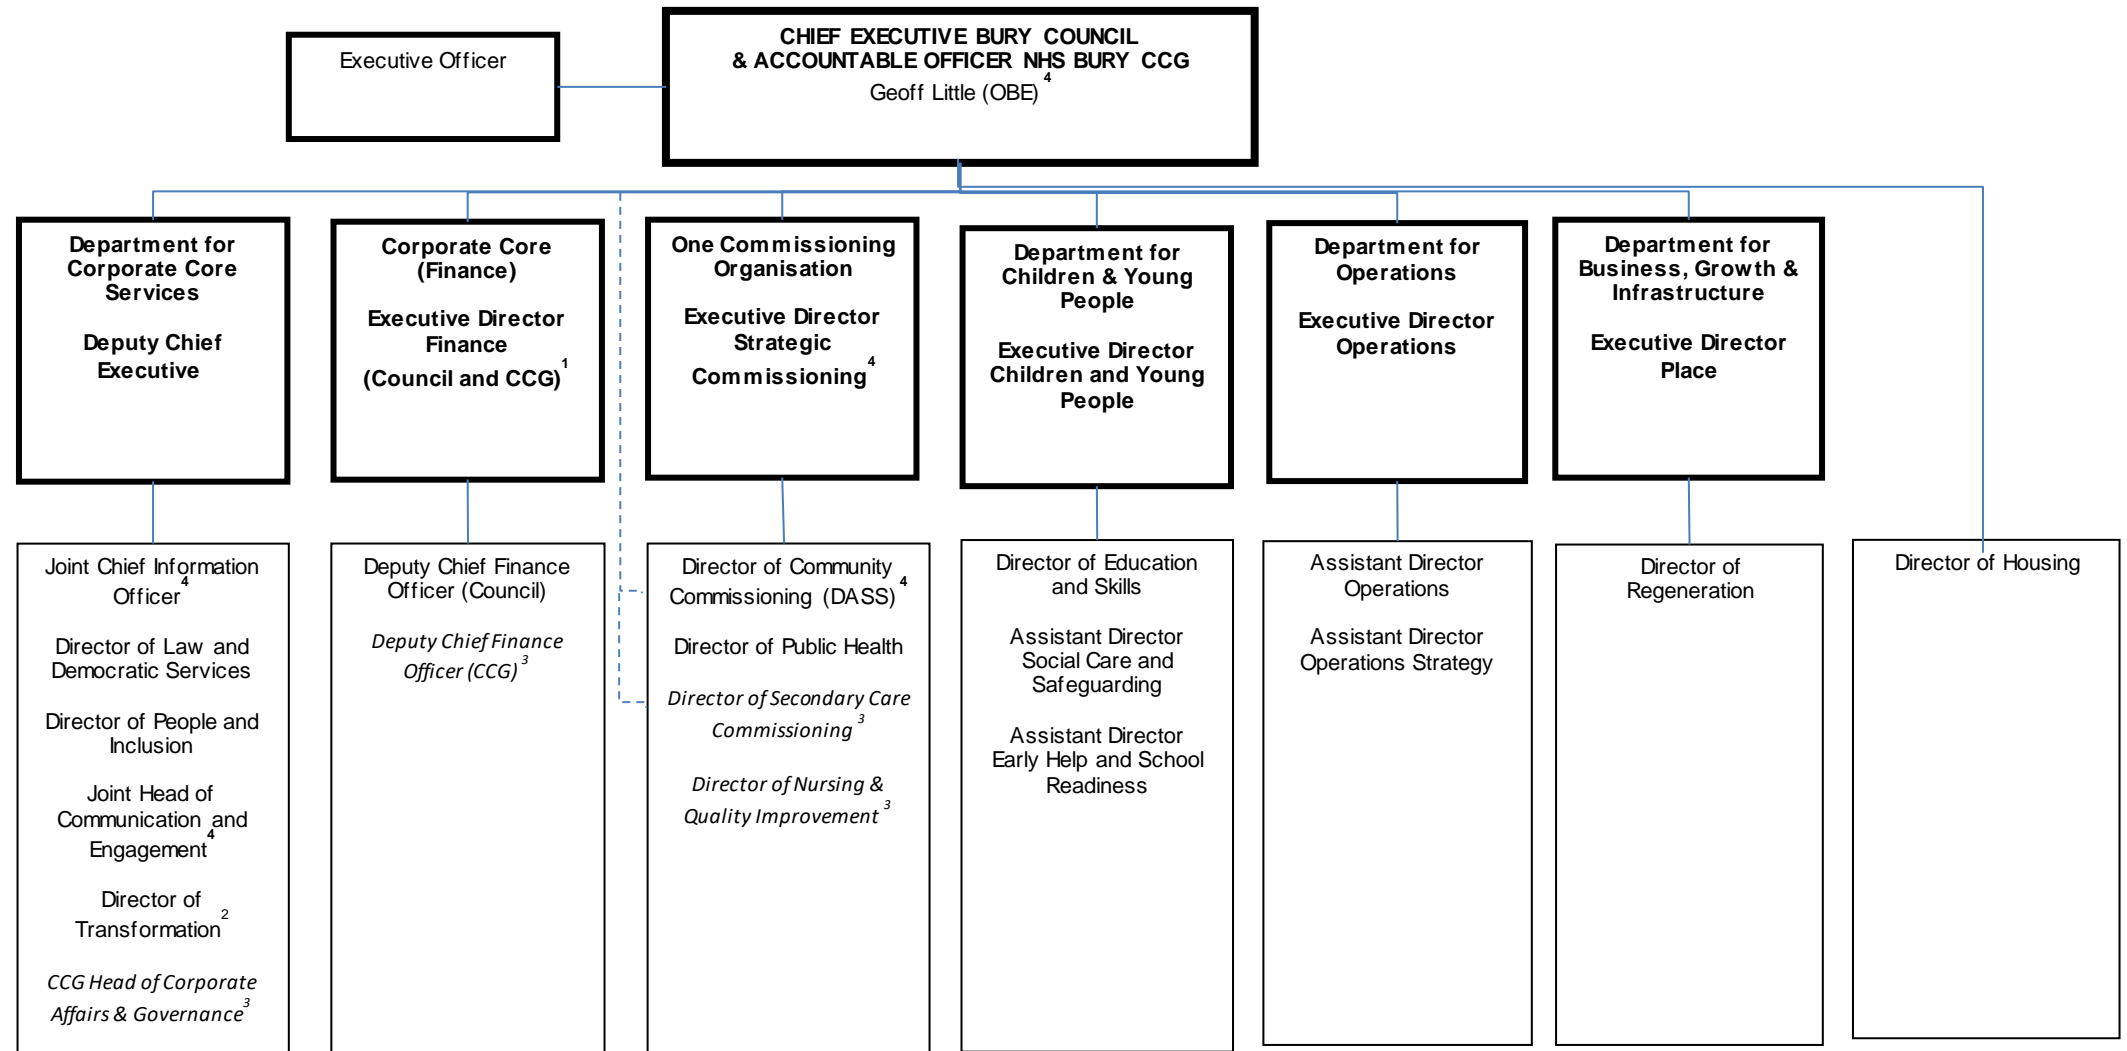 Executive Officer
CHIEF EXECUTIVE BURY COUNCIL
& ACCOUNTABLE OFFICER NHS BURY CCG
Geoff Little (OBE) 4
Department for
Corporate Core
Services
Deputy Chief
Executive
Corporate Core
(Finance)
Executive Director
Finance
(Council and CCG) 1
One Commissioning
Organisation
Executive Director
Strategic
Commissioning 4
Department for
Children & Young
People
Executive Director
Children and Young
People
Department for
Operations
Executive Director
Operations
Department for
Business, Growth &
Infrastructure
Executive Director
Place
Joint Chief Information
Officer 4
Director of Law and
Democratic Services
Director of People and
Inclusion
Joint Head of
Communication and
Engagement 4
Director of
Transformation 2
CCG Head of Corporate
Affairs & Governance 3
Deputy Chief Finance
Officer (Council)
Deputy Chief Finance
Officer (CCG) 3
Director of Community
Commissioning (DASS) 4
Director of Public Health
Director of Secondary Care
Commissioning 3
Director of Nursing &
Quality Improvement 3
Director of Education
and Skills
Assistant Director
Social Care and
Safeguarding
Assistant Director
Early Help and School
Readiness
Assistant Director
Operations
Assistant Director
Operations Strategy
Director of
Regeneration
Director of Housing